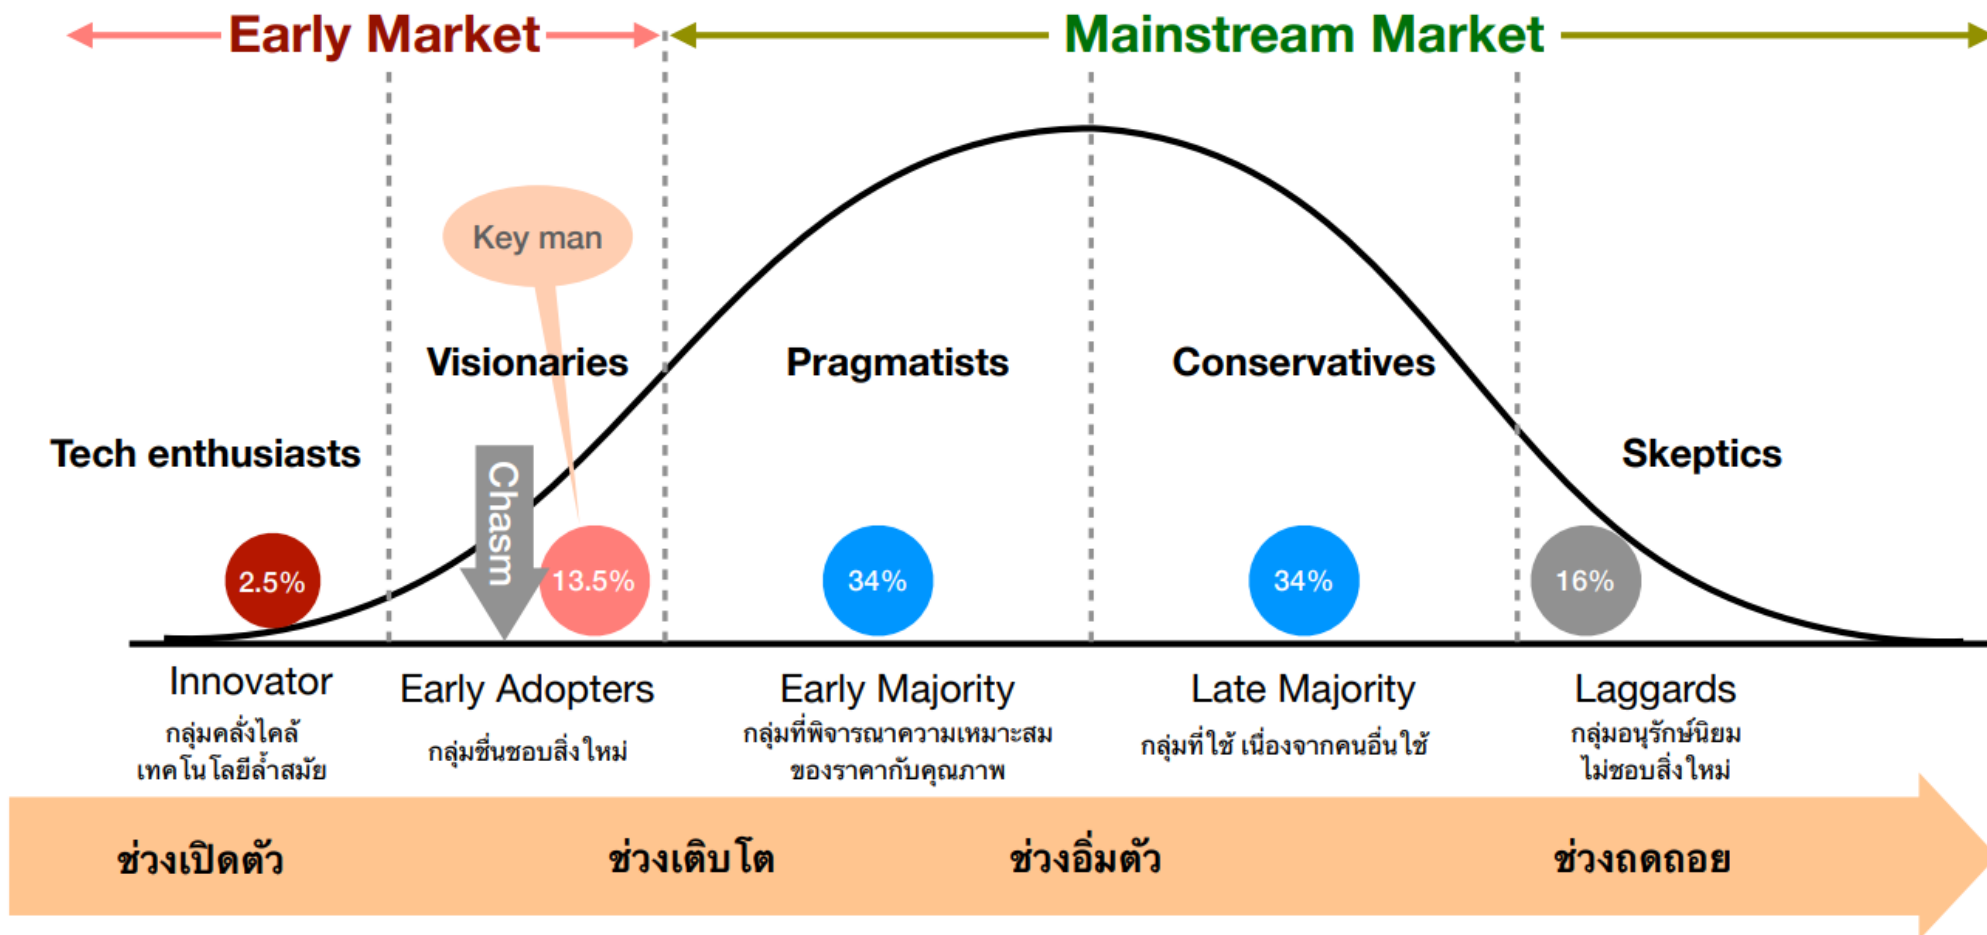 Early Market
Mainstream Market
Key man
Visionaries
Pragmatists
Conservatives
Tech enthusiasts
Skeptics
Chasm
2.5%
13.5%
34%
34%
16%
Innovator
กลุ่มคลั่งไคล้
เทคโนโลยีล้ำสมัย
Early Adopters
กลุ่มชื่นชอบสิ่งใหม่
Early Majority
กลุ่มที่พิจารณาความเหมาะสม
ของราคากับคุณภาพ
Late Majority
กลุ่มที่ใช้ เนื่องจากคนอื่นใช้
Laggards
กลุ่มอนุรักษ์นิยม
ไม่ชอบสิ่งใหม่
ช่วงเปิดตัว
ช่วงเติบโต
ช่วงอิ่มตัว
ช่วงถดถอย